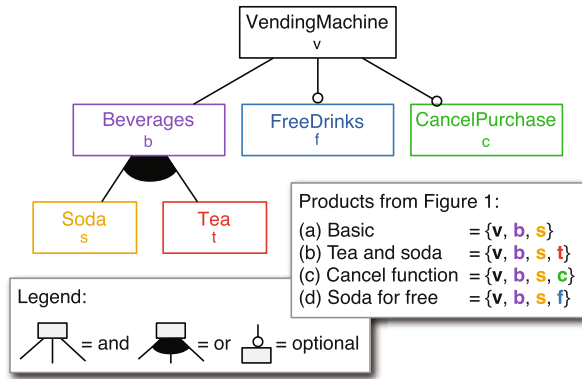 VendingMachine
v
Beverages
b
FreeDrinks
f
CancelPurchase
c
Soda
s
Tea
t
Products from Figure 1:
(a) Basic = {v, b, s}
(b) Tea and soda = {v, b, s, t}
(c) Cancel function = {v, b, s, c}
(d) Soda for free = {v, b, s, f}
Legend:
= and = or = optional